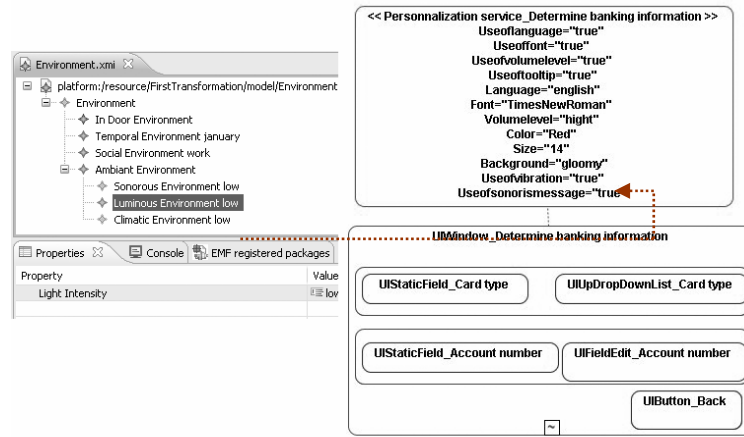 Environment.xmi
platform:/resource/FirstTransformation/model/Environment
Environment
In Door Environment
Temporal Environment january
Social Environment work
Ambiant Environment
Sonorous Environment low
Luminous Environment low
Climatic Environment low
Properties
Console
EMF registered packages
Property
Value
Light Intensity
low
<< Personnalization service_Determine banking information >>
Useoflanguage="true"
Useoffont="true"
Useofvolumelevel="true"
Useoftooltip="true"
Language="english"
Font="TimesNewRoman"
Volumelevel="hight"
Color="Red"
Size="14"
Background="gloomy"
Useofvibration="true"
Useofsonorismessage="true"
UIWindow_Determine banking information
UIStaticField_Card type
UIUpDropDownList_Card type
UIStaticField_Account number
UIFieldEdit_Account number
UIButton_Back
~